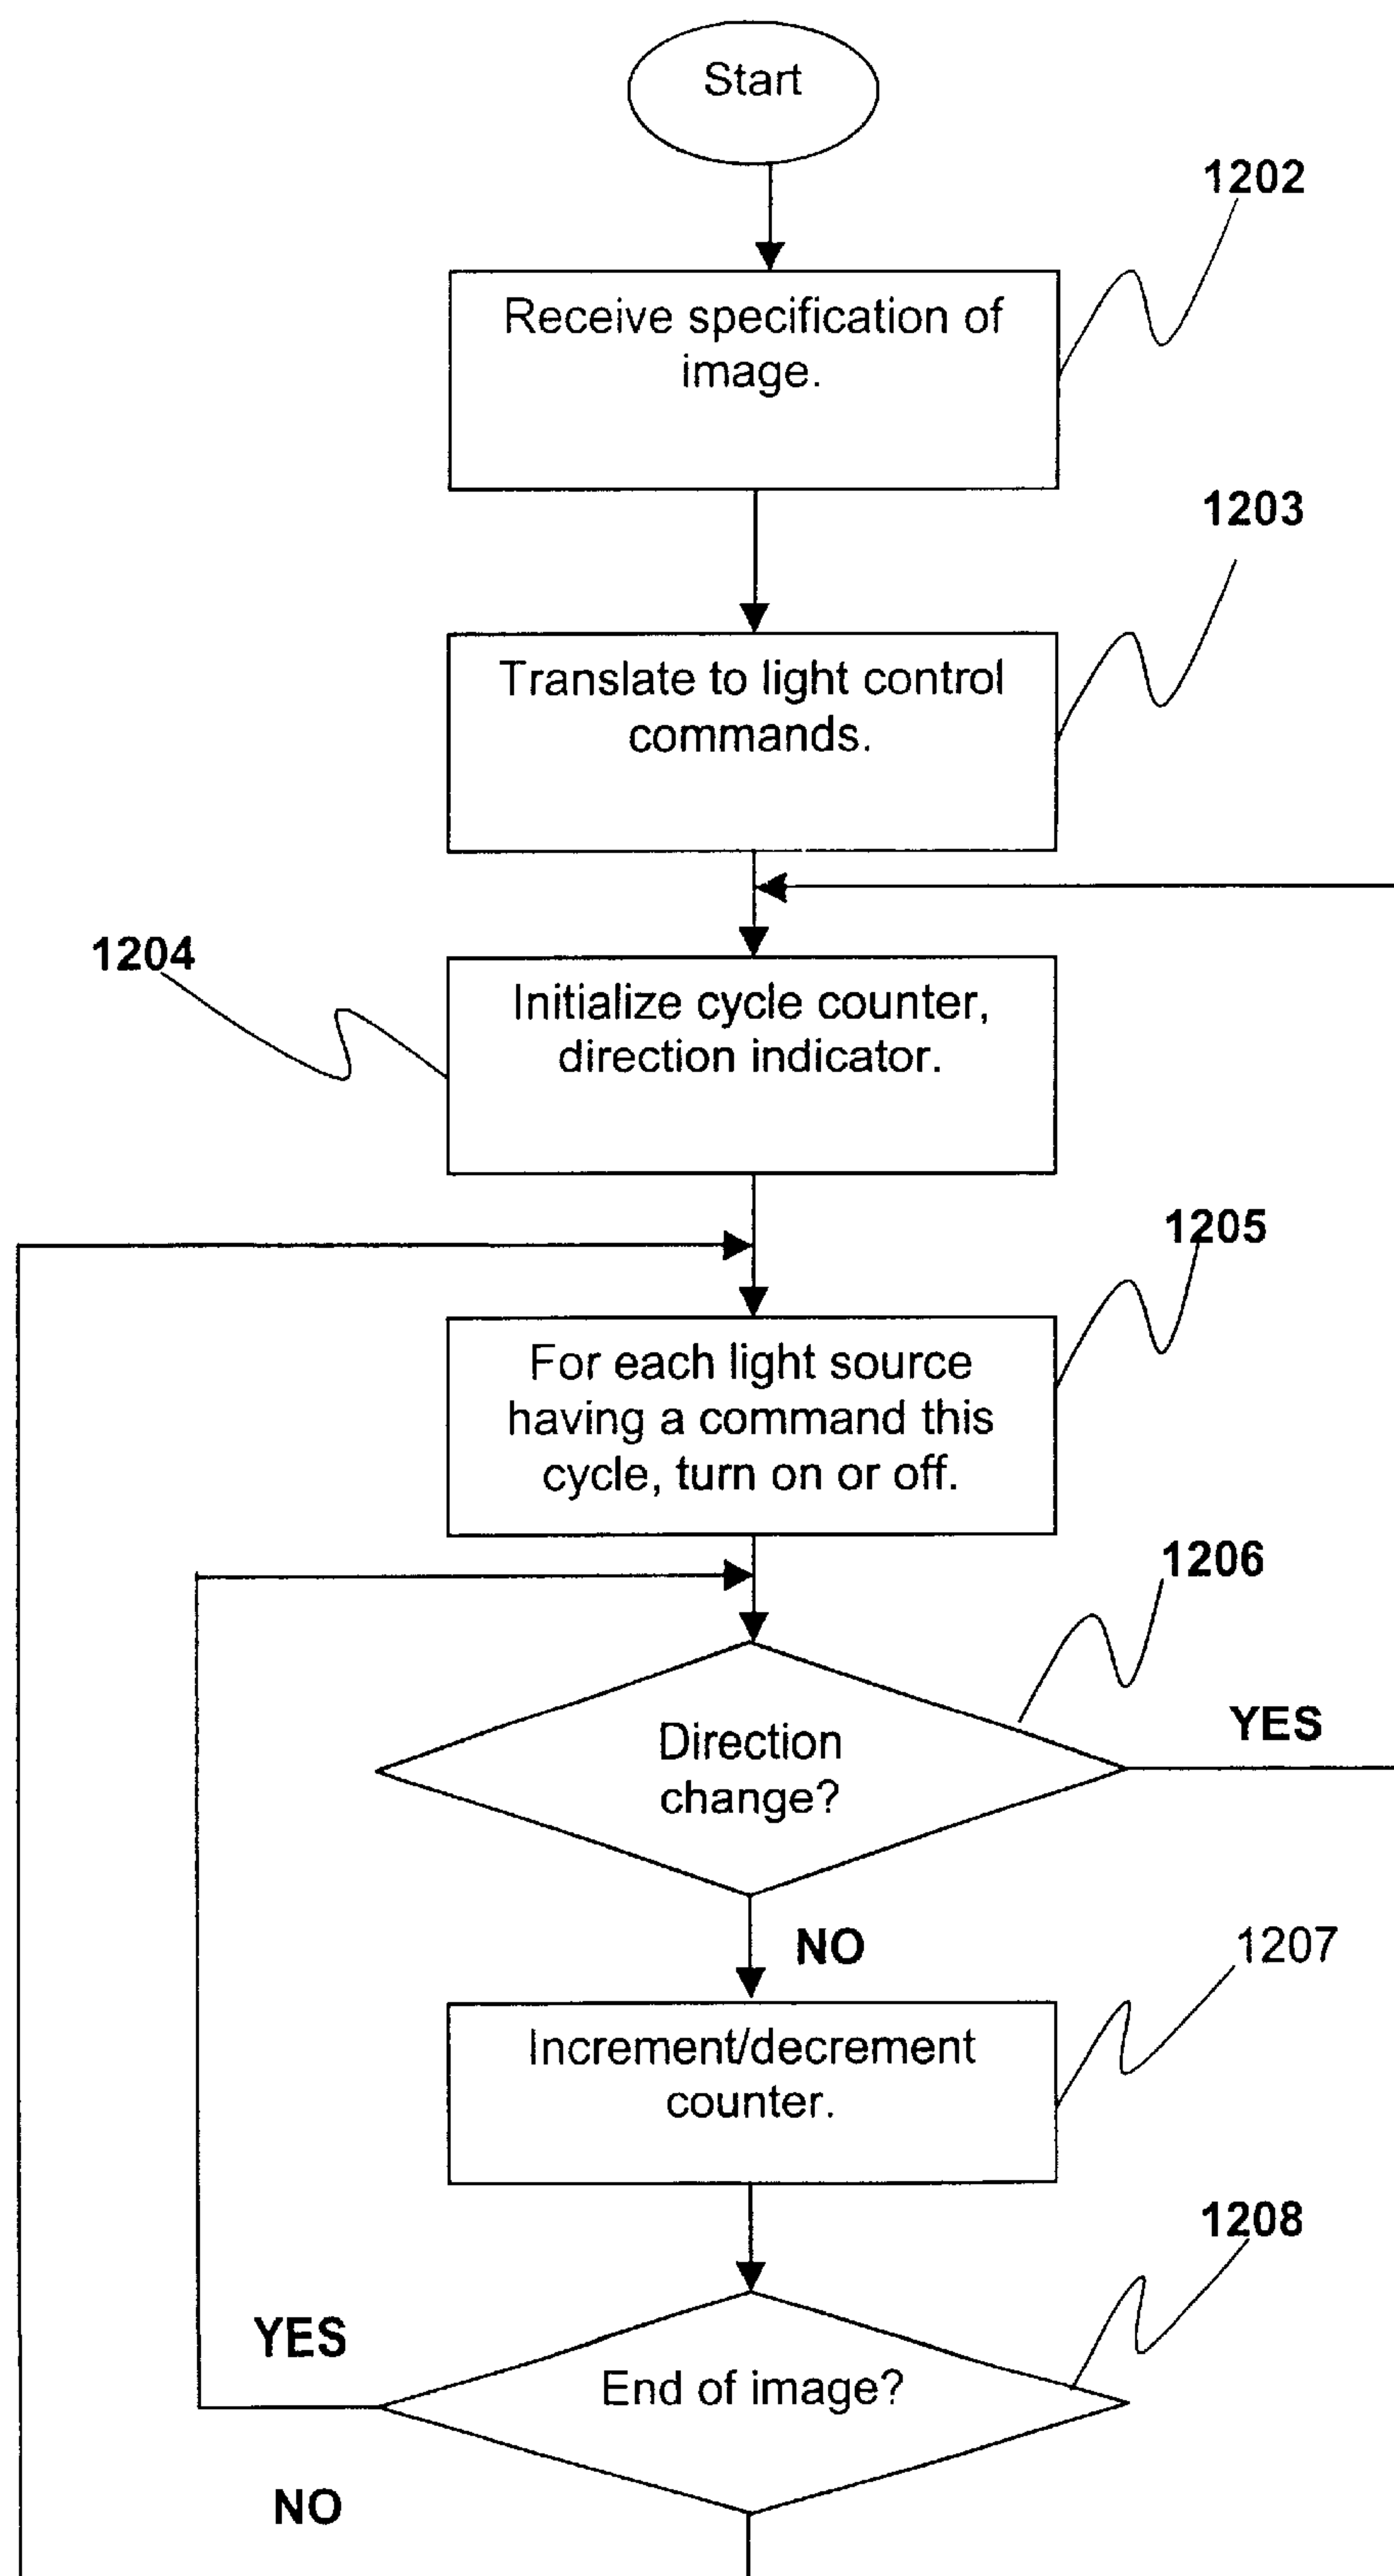 Start
1202
Receive specification of
image.
1203
Translate to light control
commands.
1204
Initialize cycle counter,
direction indicator.
1205
For each light source
having a command this
cycle, turn on or off.
1206
Direction
change?
YES
NO
1207
Increment/decrement
counter.
1208
YES
End of image?
NO